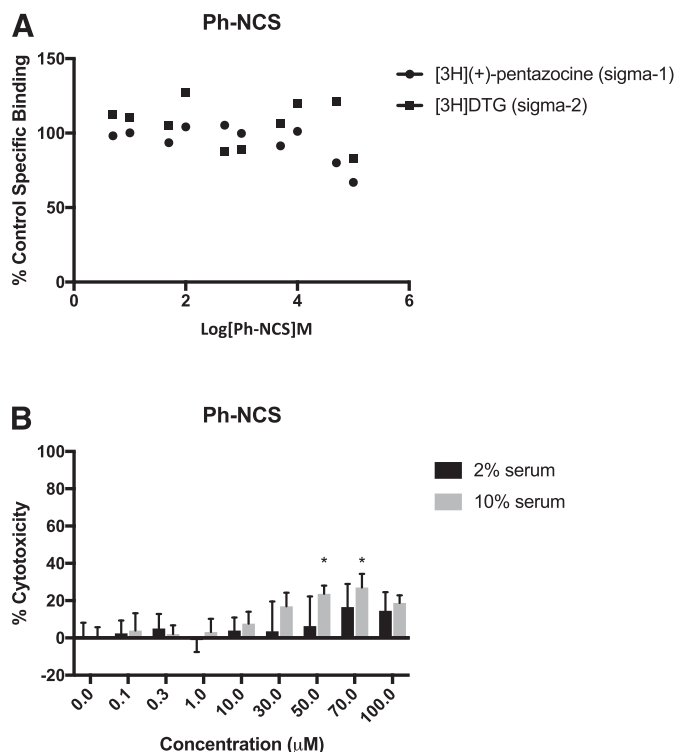 A
Ph-NCS
% Control Specific Binding
150
100
50
0
0 2 4 6
Log[Ph-NCS]M
[3H](+)-pentazocine (sigma-1)
[3H]DTG (sigma-2)
B
Ph-NCS
% Cytotoxicity
100
80
60
40
20
0
-20
* *
0.0 0.1 0.3 1.0 10.0 30.0 50.0 70.0 100.0
Concentration (μM)
2% serum
10% serum